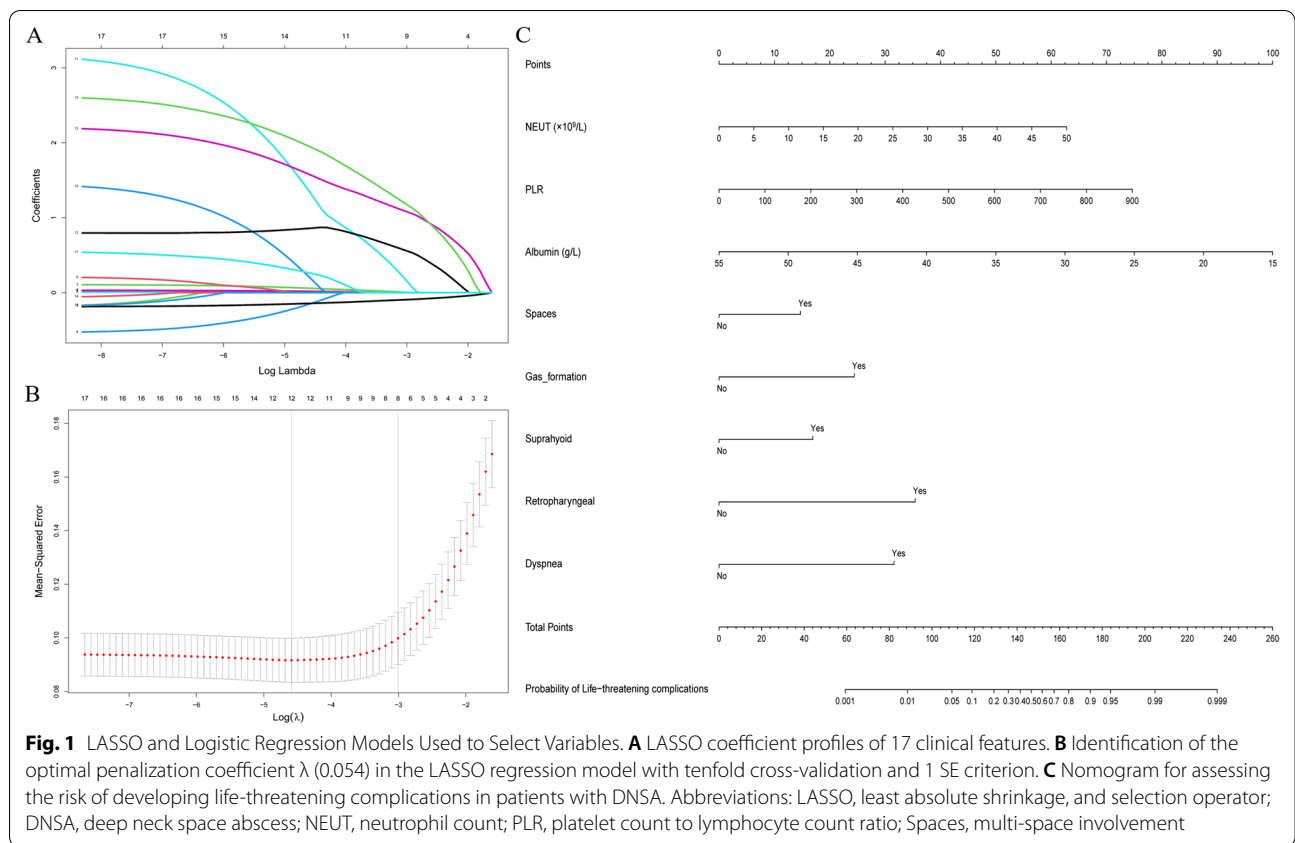 A
17 17 15 14 11 9 4
3
2
1
0
Coefficients
−8 −7 −6 −5 −4 −3 −2
Log Lambda
B
17 16 16 16 16 16 15 15 14 12 12 12 11 9 9 8 8 6 5 5 4 4 3 2
0.18
0.16
0.14
0.12
0.10
0.08
Mean−Squared Error
−7 −6 −5 −4 −3 −2
Log(λ)
C
0 10 20 30 40 50 60 70 80 90 100
Points
NEUT (×10⁹/L)
0 5 10 15 20 25 30 35 40 45 50
PLR
0 100 200 300 400 500 600 700 800 900
Albumin (g/L)
55 50 45 40 35 30 25 20 15
Yes
Spaces
No
Yes
Gas_formation
No
Yes
Suprahyoid
No
Yes
Retropharyngeal
No
Yes
Dyspnea
No
Total Points
0 20 40 60 80 100 120 140 160 180 200 220 240 260
Probability of Life−threatening complications
0.001 0.01 0.05 0.1 0.2 0.3 0.4 0.5 0.6 0.7 0.8 0.9 0.95 0.99 0.999
Fig. 1 LASSO and Logistic Regression Models Used to Select Variables. A LASSO coefficient profiles of 17 clinical features. B Identification of the
optimal penalization coefficient λ (0.054) in the LASSO regression model with tenfold cross-validation and 1 SE criterion. C Nomogram for assessing
the risk of developing life-threatening complications in patients with DNSA. Abbreviations: LASSO, least absolute shrinkage, and selection operator;
DNSA, deep neck space abscess; NEUT, neutrophil count; PLR, platelet count to lymphocyte count ratio; Spaces, multi-space involvement